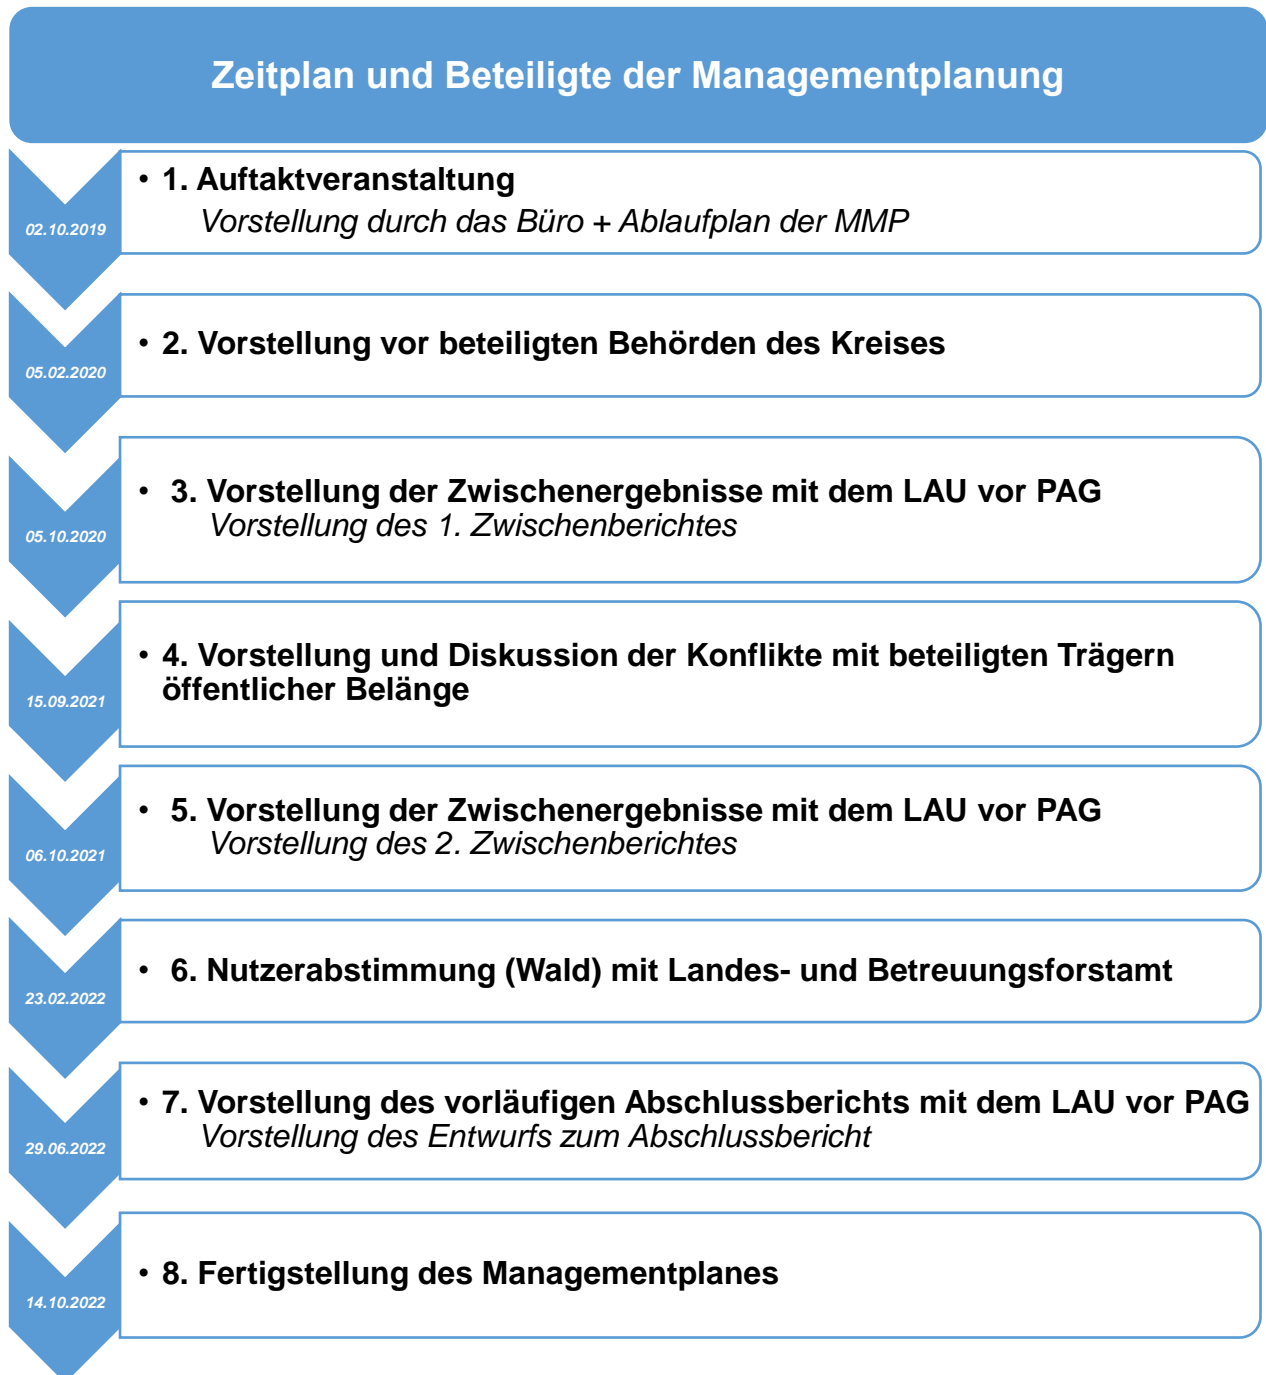 Zeitplan und Beteiligte der Managementplanung
02.10.2019
• 1. Auftaktveranstaltung
Vorstellung durch das Büro + Ablaufplan der MMP
05.02.2020
• 2. Vorstellung vor beteiligten Behörden des Kreises
05.10.2020
• 3. Vorstellung der Zwischenergebnisse mit dem LAU vor PAG
Vorstellung des 1. Zwischenberichtes
15.09.2021
• 4. Vorstellung und Diskussion der Konflikte mit beteiligten Trägern
öffentlicher Belänge
06.10.2021
• 5. Vorstellung der Zwischenergebnisse mit dem LAU vor PAG
Vorstellung des 2. Zwischenberichtes
23.02.2022
• 6. Nutzerabstimmung (Wald) mit Landes- und Betreuungsforstamt
29.06.2022
• 7. Vorstellung des vorläufigen Abschlussberichts mit dem LAU vor PAG
Vorstellung des Entwurfs zum Abschlussbericht
14.10.2022
• 8. Fertigstellung des Managementplanes